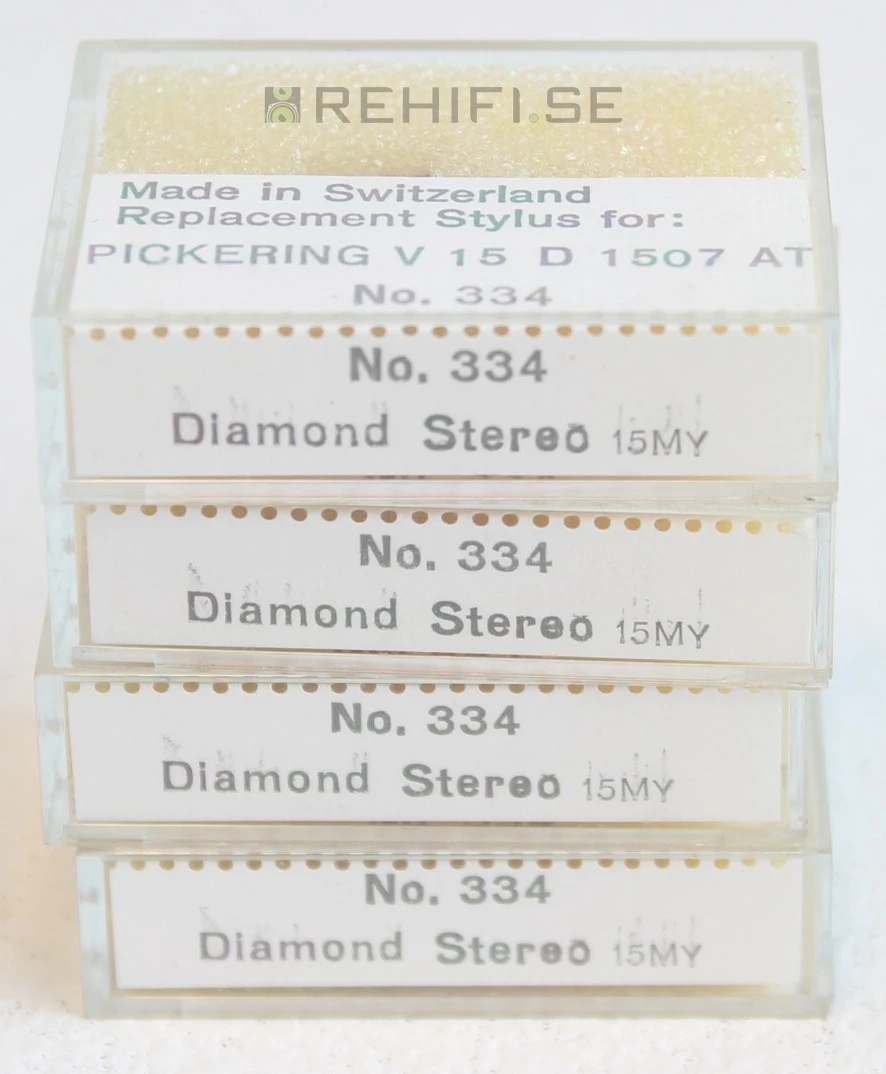 REHIFI.SE
Made in Switzerland
Replacement Stylus for:
PICKERING V 15 D 1507 AT
No. 334
No. 334
Diamond Stereo 15MY
No. 334
Diamond Stereo 15MY
No. 334
Diamond Stereo 15MY
No. 334
Diamond Stereo 15MY